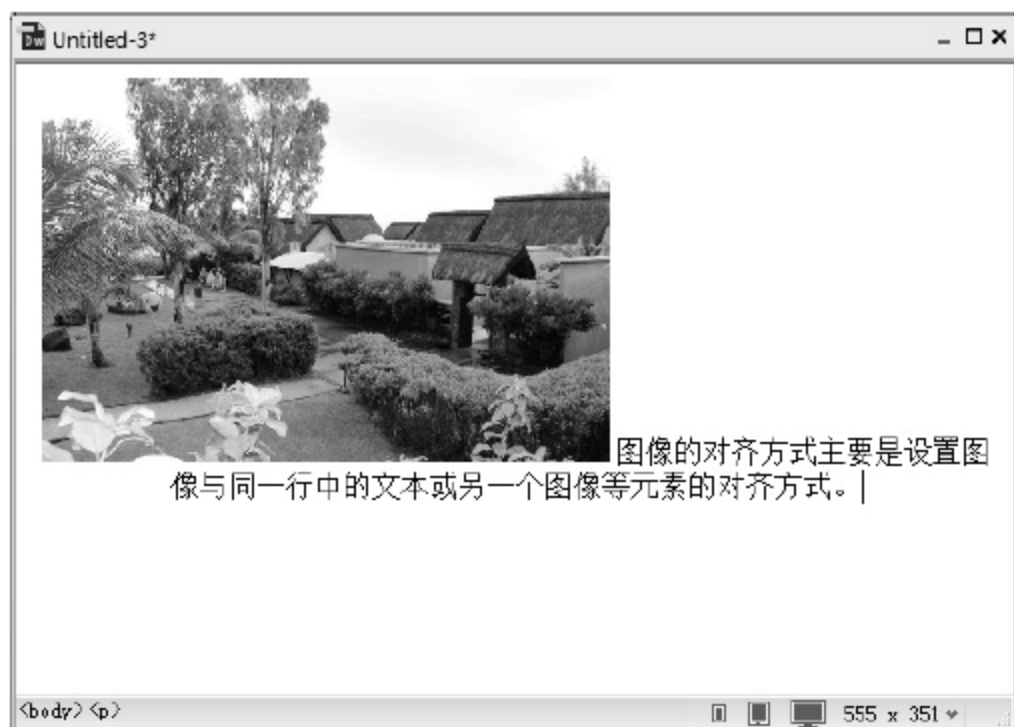 Dw Untitled-3*
图像的对齐方式主要是设置图
像与同一行中的文本或另一个图像等元素的对齐方式。
<body> <p>
555 x 351